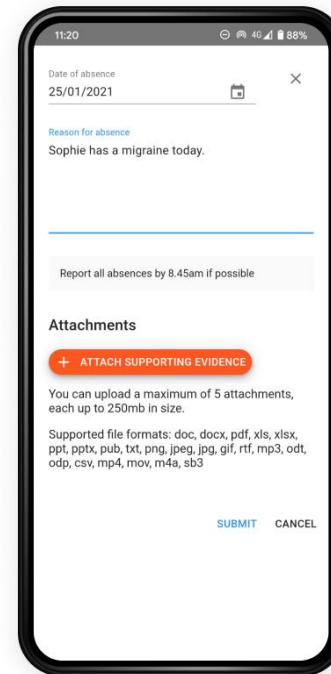 11:20
4G 88%
Date of absence
25/01/2021
Reason for absence
Sophie has a migraine today.
Report all absences by 8.45am if possible
Attachments
+ ATTACH SUPPORTING EVIDENCE
You can upload a maximum of 5 attachments,
each up to 250mb in size.
Supported file formats: doc, docx, pdf, xls, xlsx,
ppt, pptx, pub, txt, png, jpeg, jpg, gif, rtf, mp3, odt,
odp, csv, mp4, mov, m4a, sb3
SUBMIT CANCEL